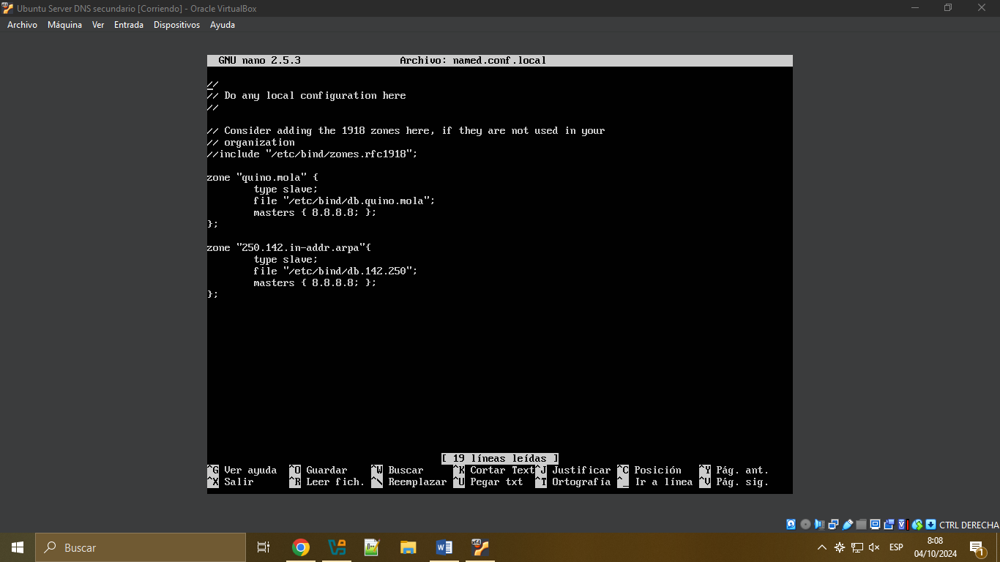 Ubuntu Server DNS secundario [Corriendo] - Oracle VirtualBox
Archivo Máquina Ver Entrada Dispositivos Ayuda
GNU nano 2.5.3 Archivo: named.conf.local
//
// Do any local configuration here
//
// Consider adding the 1918 zones here, if they are not used in your
// organization
//include "/etc/bind/zones.rfc1918";
zone "quino.mola" {
type slave;
file "/etc/bind/db.quino.mola";
masters { 8.8.8.8; };
};
zone "250.142.in-addr.arpa"{
type slave;
file "/etc/bind/db.142.250";
masters { 8.8.8.8; };
};
[ 19 líneas leídas ]
^G Ver ayuda ^O Guardar ^W Buscar ^K Cortar Text ^J Justificar ^C Posición ^Y Pág. ant.
^X Salir ^R Leer fich. ^\ Reemplazar ^U Pegar txt ^T Ortografía ^_ Ir a línea ^V Pág. sig.
CTRL DERECHA
Buscar
ESP
8:08
04/10/2024
1